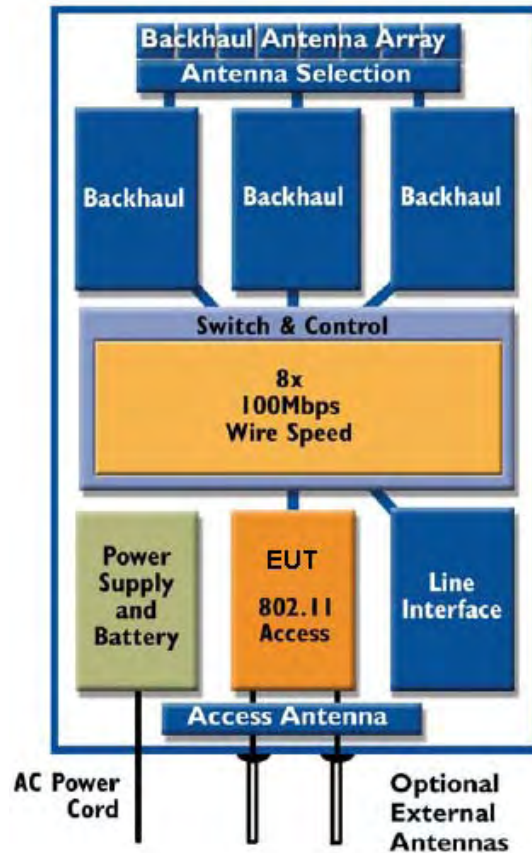 Backhaul Antenna Array
Antenna Selection
Backhaul
Backhaul
Backhaul
Switch & Control
8x
100Mbps
Wire Speed
Power
Supply
and
Battery
EUT
802.11
Access
Line
Interface
Access Antenna
AC Power
Cord
Optional
External
Antennas